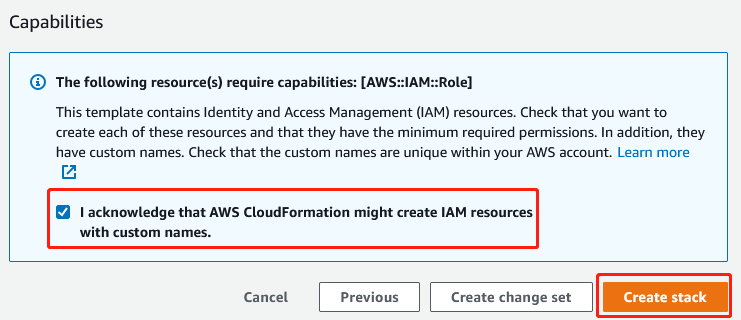 Capabilities
The following resource(s) require capabilities: [AWS::IAM::Role]
This template contains Identity and Access Management (IAM) resources. Check that you want to
create each of these resources and that they have the minimum required permissions. In addition, they
have custom names. Check that the custom names are unique within your AWS account. Learn more
I acknowledge that AWS CloudFormation might create IAM resources
with custom names.
Cancel Previous Create change set Create stack